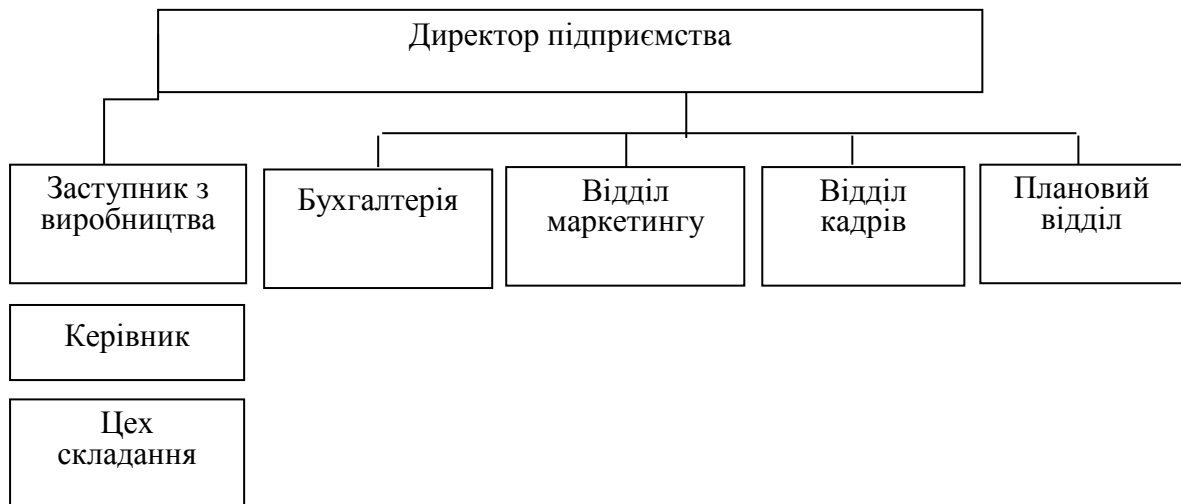 Директор підприємства
Заступник з
виробництва
Бухгалтерія
Відділ
маркетингу
Відділ
кадрів
Плановий
відділ
Керівник
Цех
складання